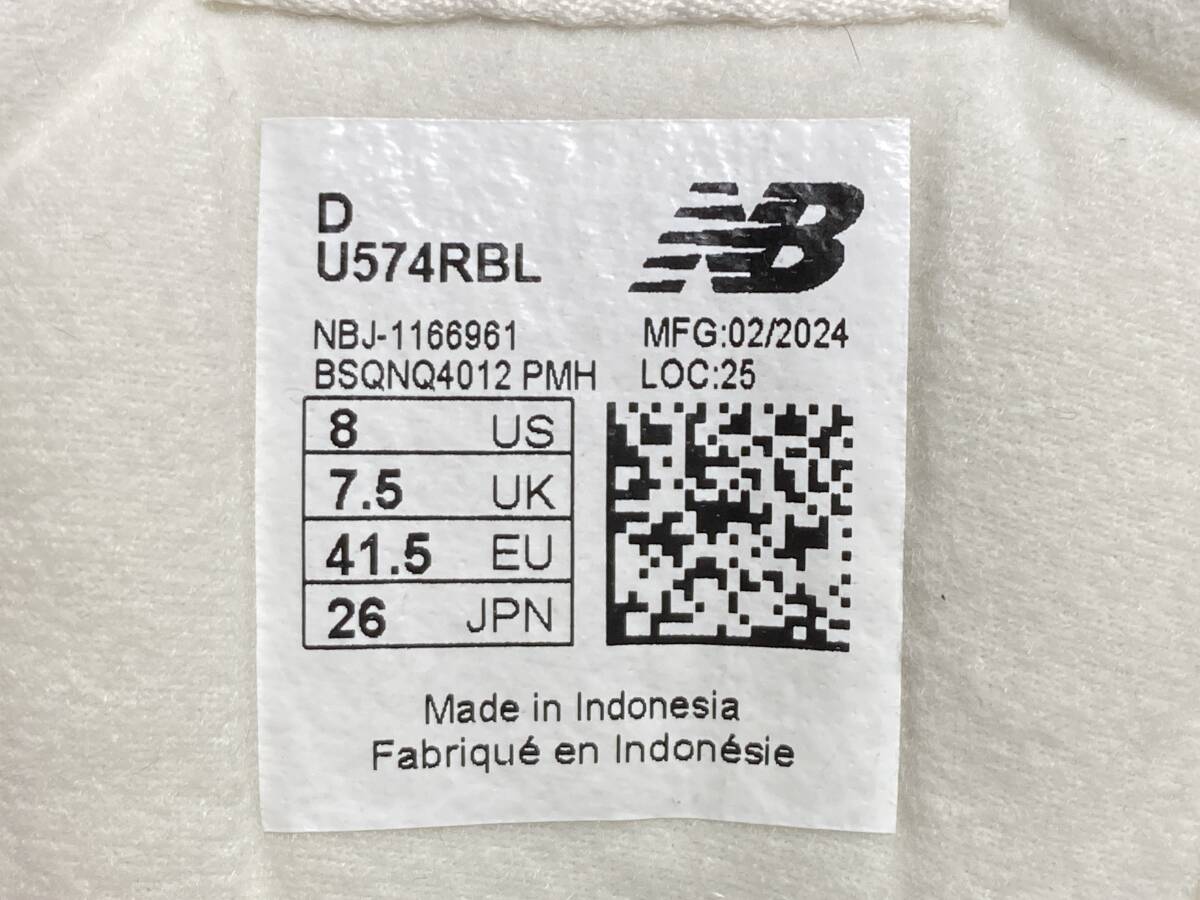 D
U574RBL
NB
NBJ-1166961 MFG:02/2024
BSQNQ4012 PMH LOC:25
8 US
7.5 UK
41.5 EU
26 JPN
Made in Indonesia
Fabriqué en Indonésie